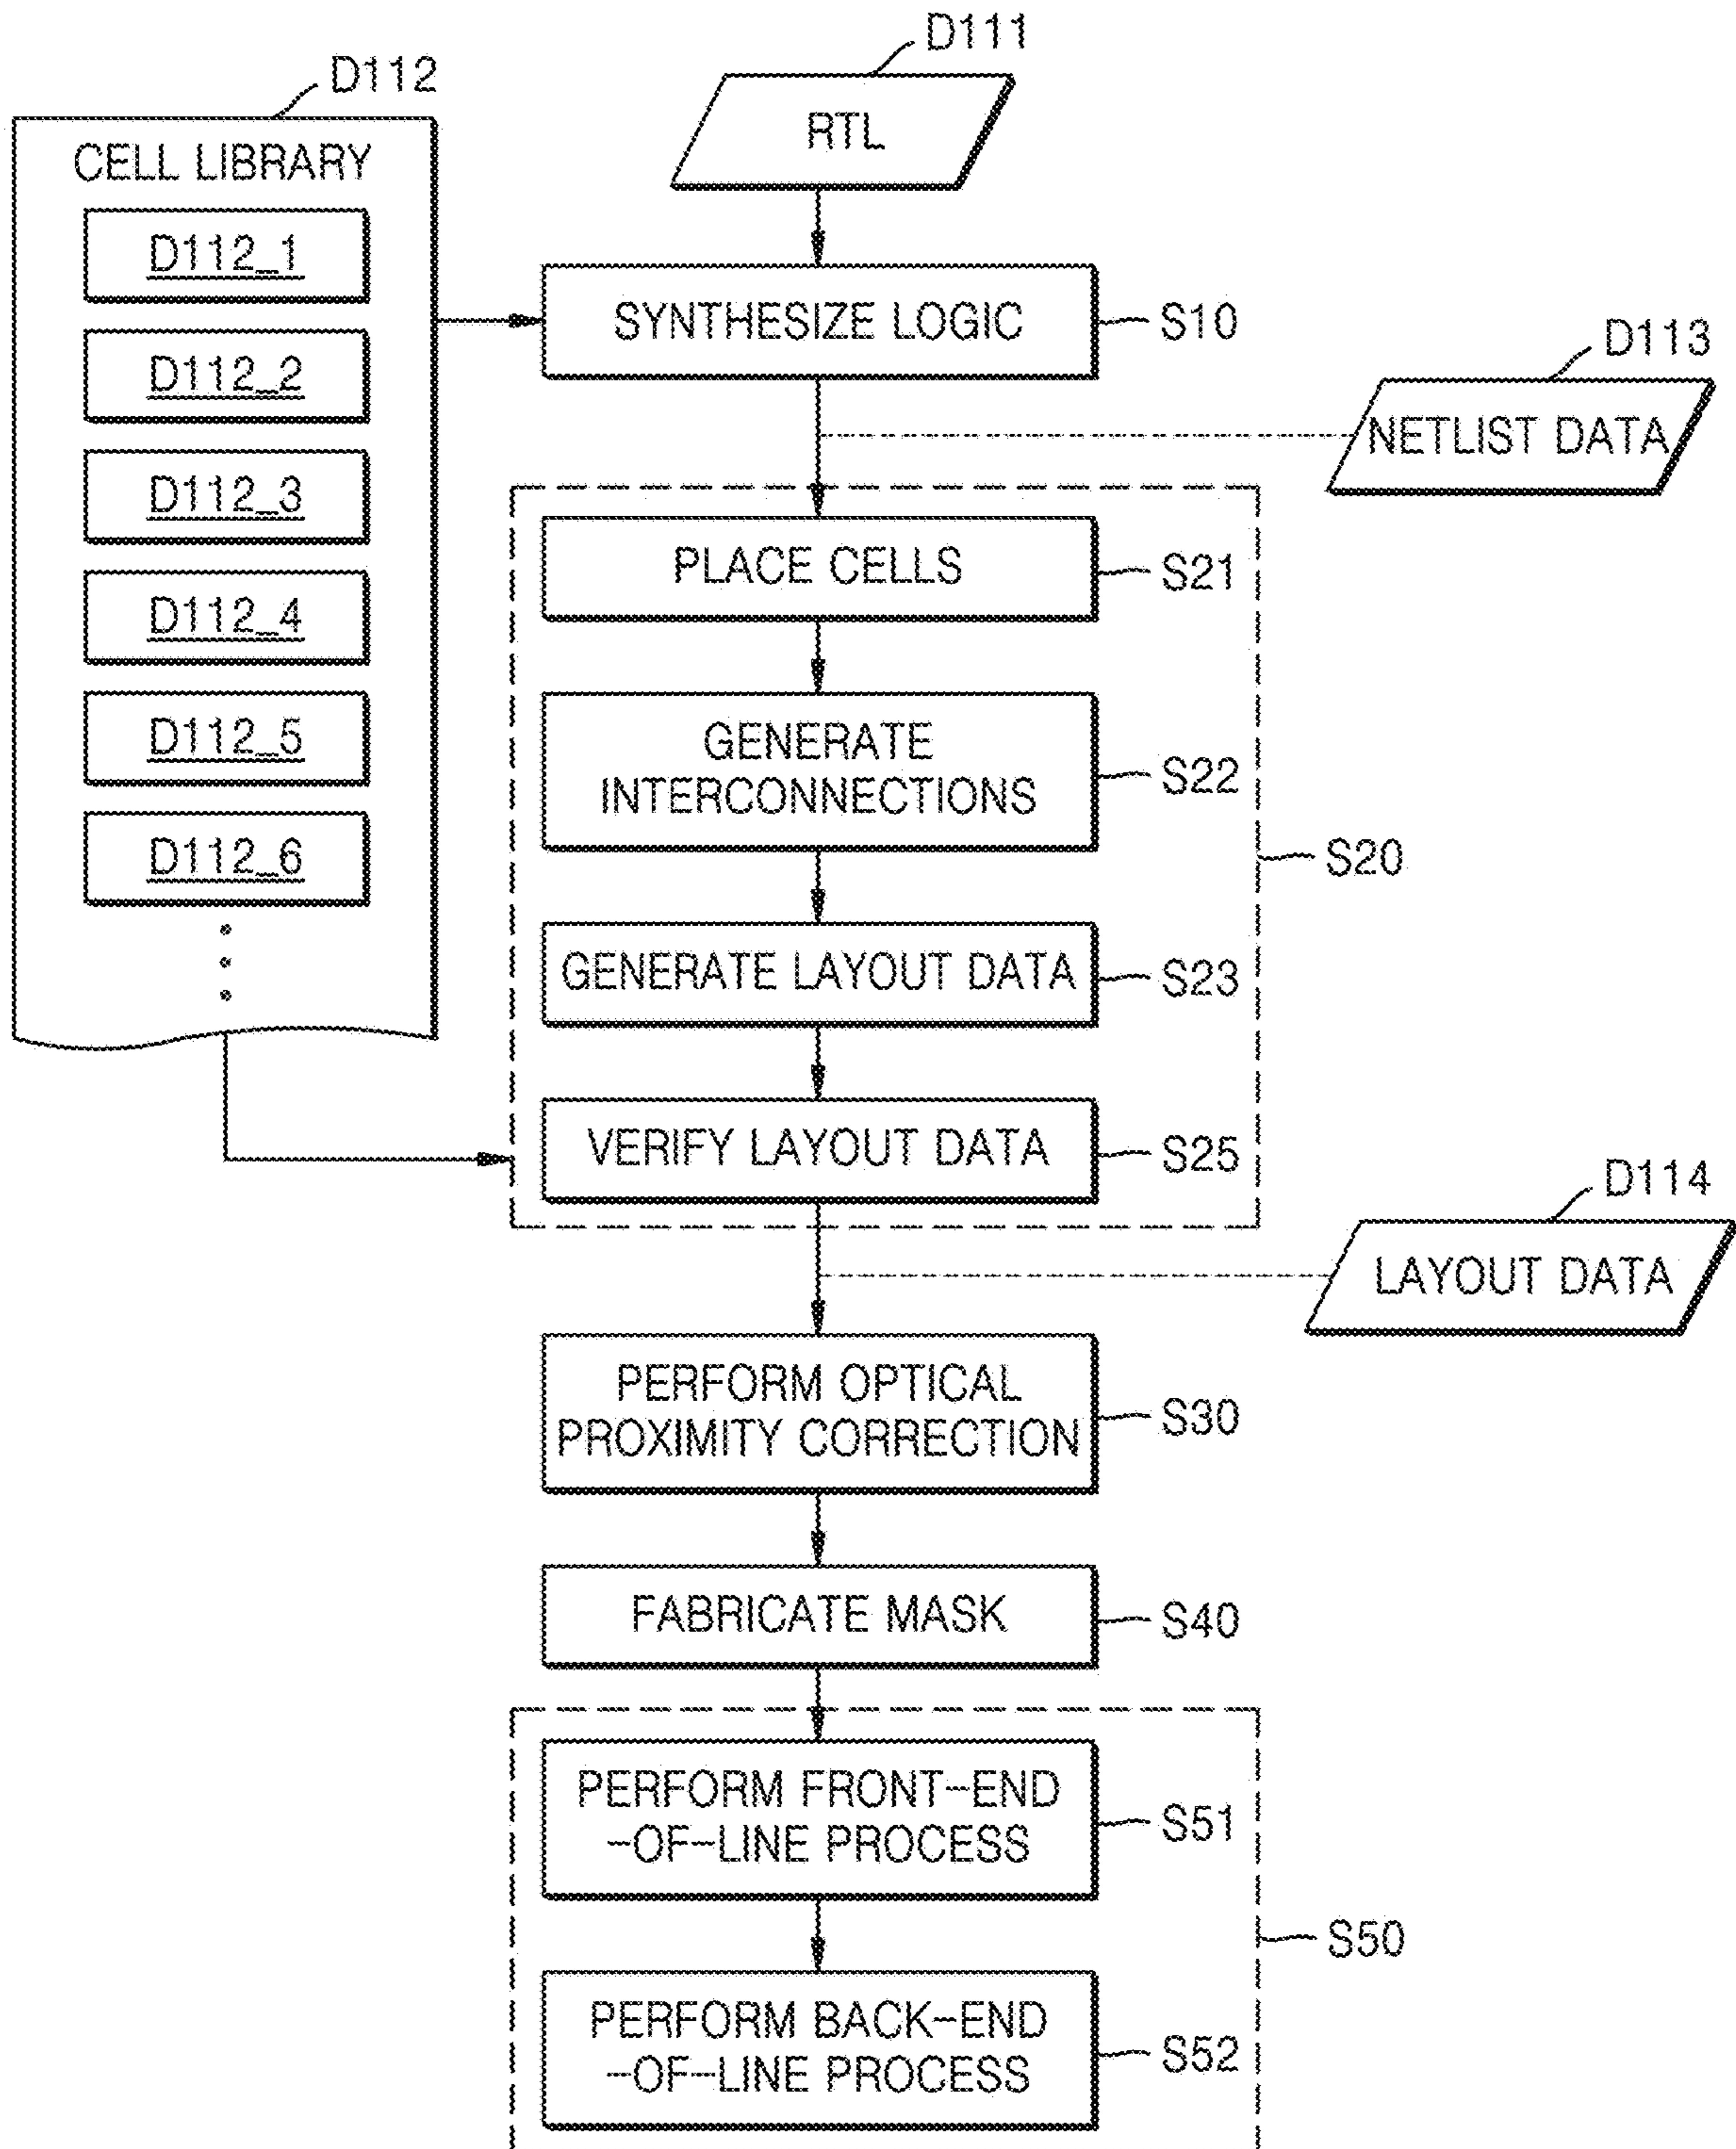 D111
D112
RTL
CELL LIBRARY
D112_1
D112_2
D112_3
D112_4
D112_5
D112_6
SYNTHESIZE LOGIC
S10
D113
NETLIST DATA
PLACE CELLS
S21
GENERATE
INTERCONNECTIONS
S22
S20
GENERATE LAYOUT DATA
S23
VERIFY LAYOUT DATA
S25
D114
LAYOUT DATA
PERFORM OPTICAL
PROXIMITY CORRECTION
S30
FABRICATE MASK
S40
PERFORM FRONT-END
-OF-LINE PROCESS
S51
S50
PERFORM BACK-END
-OF-LINE PROCESS
S52